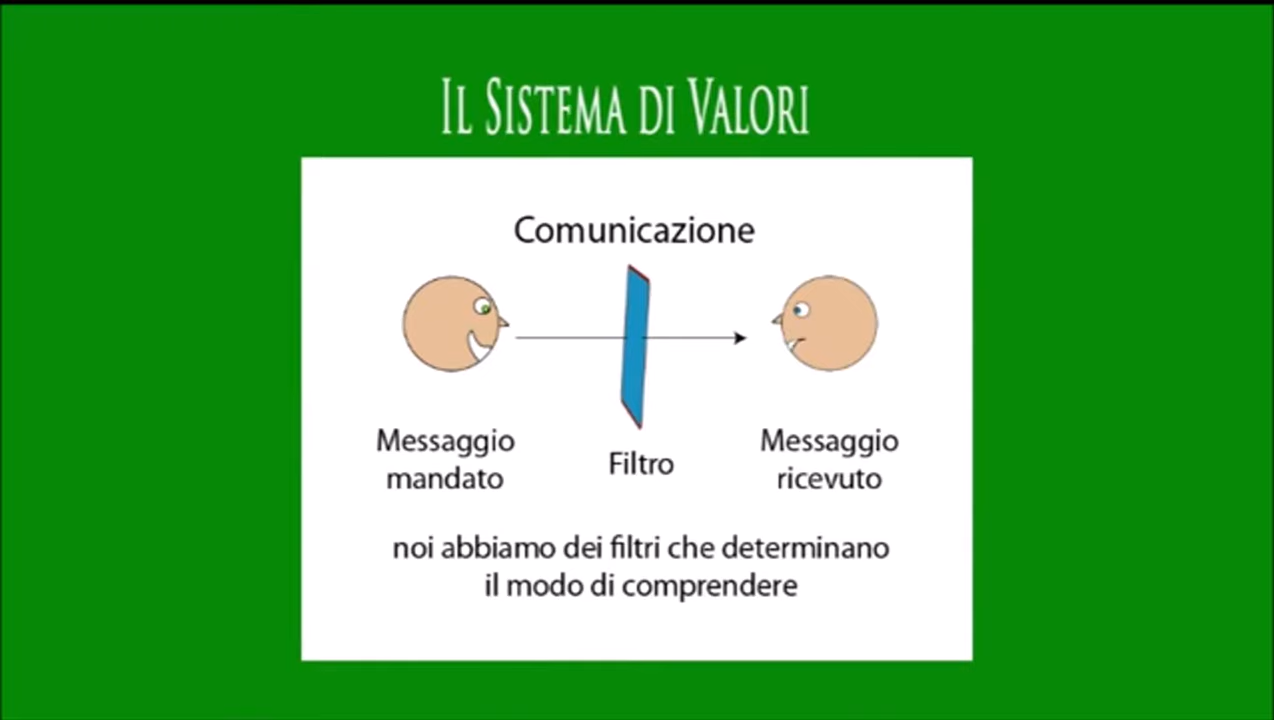 Il Sistema di Valori
Comunicazione
Messaggio
mandato
Filtro
Messaggio
ricevuto
noi abbiamo dei filtri che determinano
il modo di comprendere